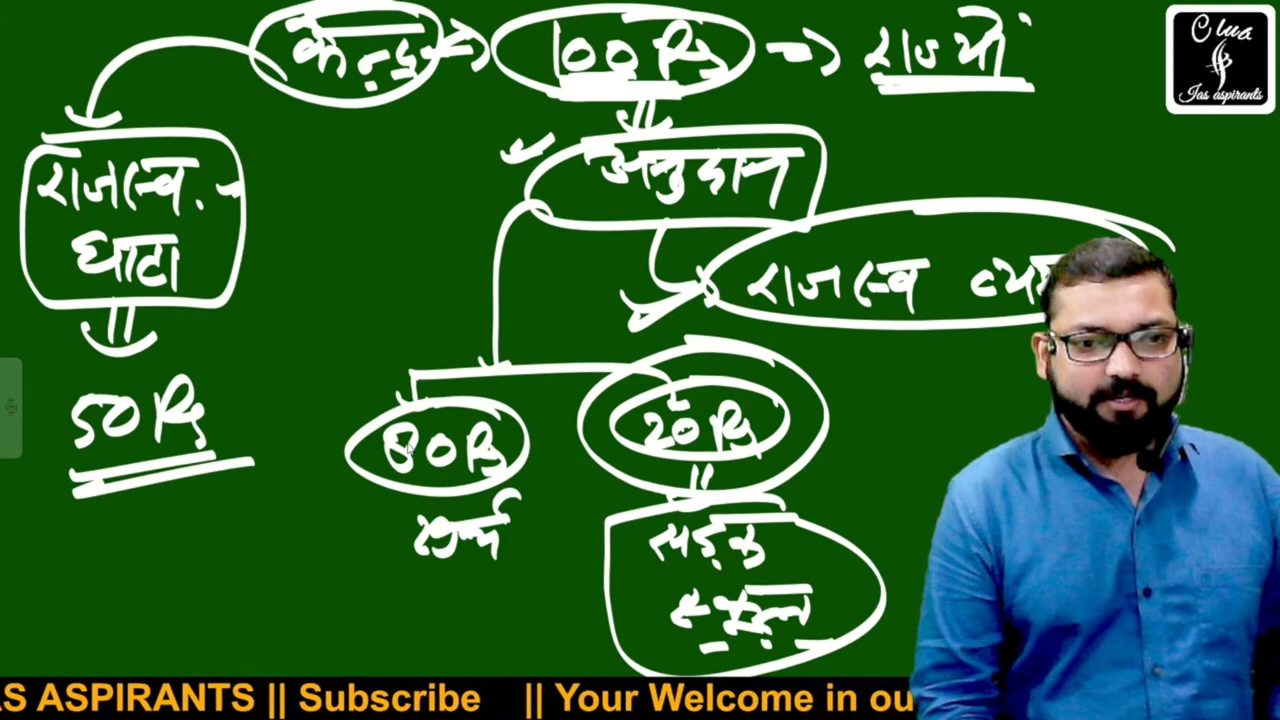 केन्द्र => 100 Rs => राज्यों
Clue
Ias aspirants
अनुदान
राजस्व
घाटा
राजस्व व्यय
50 Rs
80 Rs
20 Rs
खर्च
सड़क
स्कूल
AS ASPIRANTS || Subscribe || Your Welcome in ou